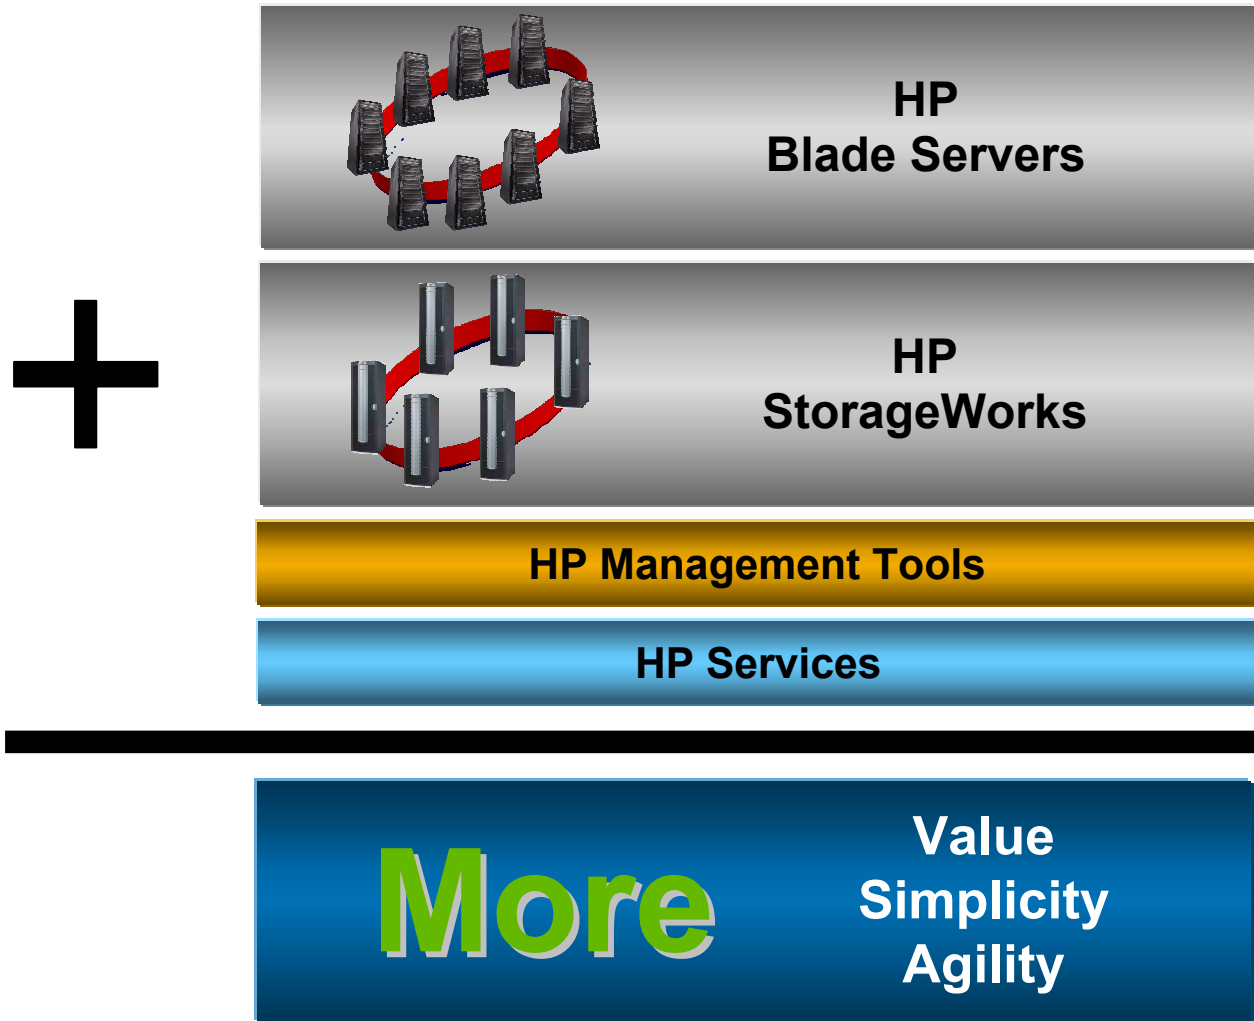 HP
Blade Servers
HP
StorageWorks
HP Management Tools
HP Services
More
Value
Simplicity
Agility